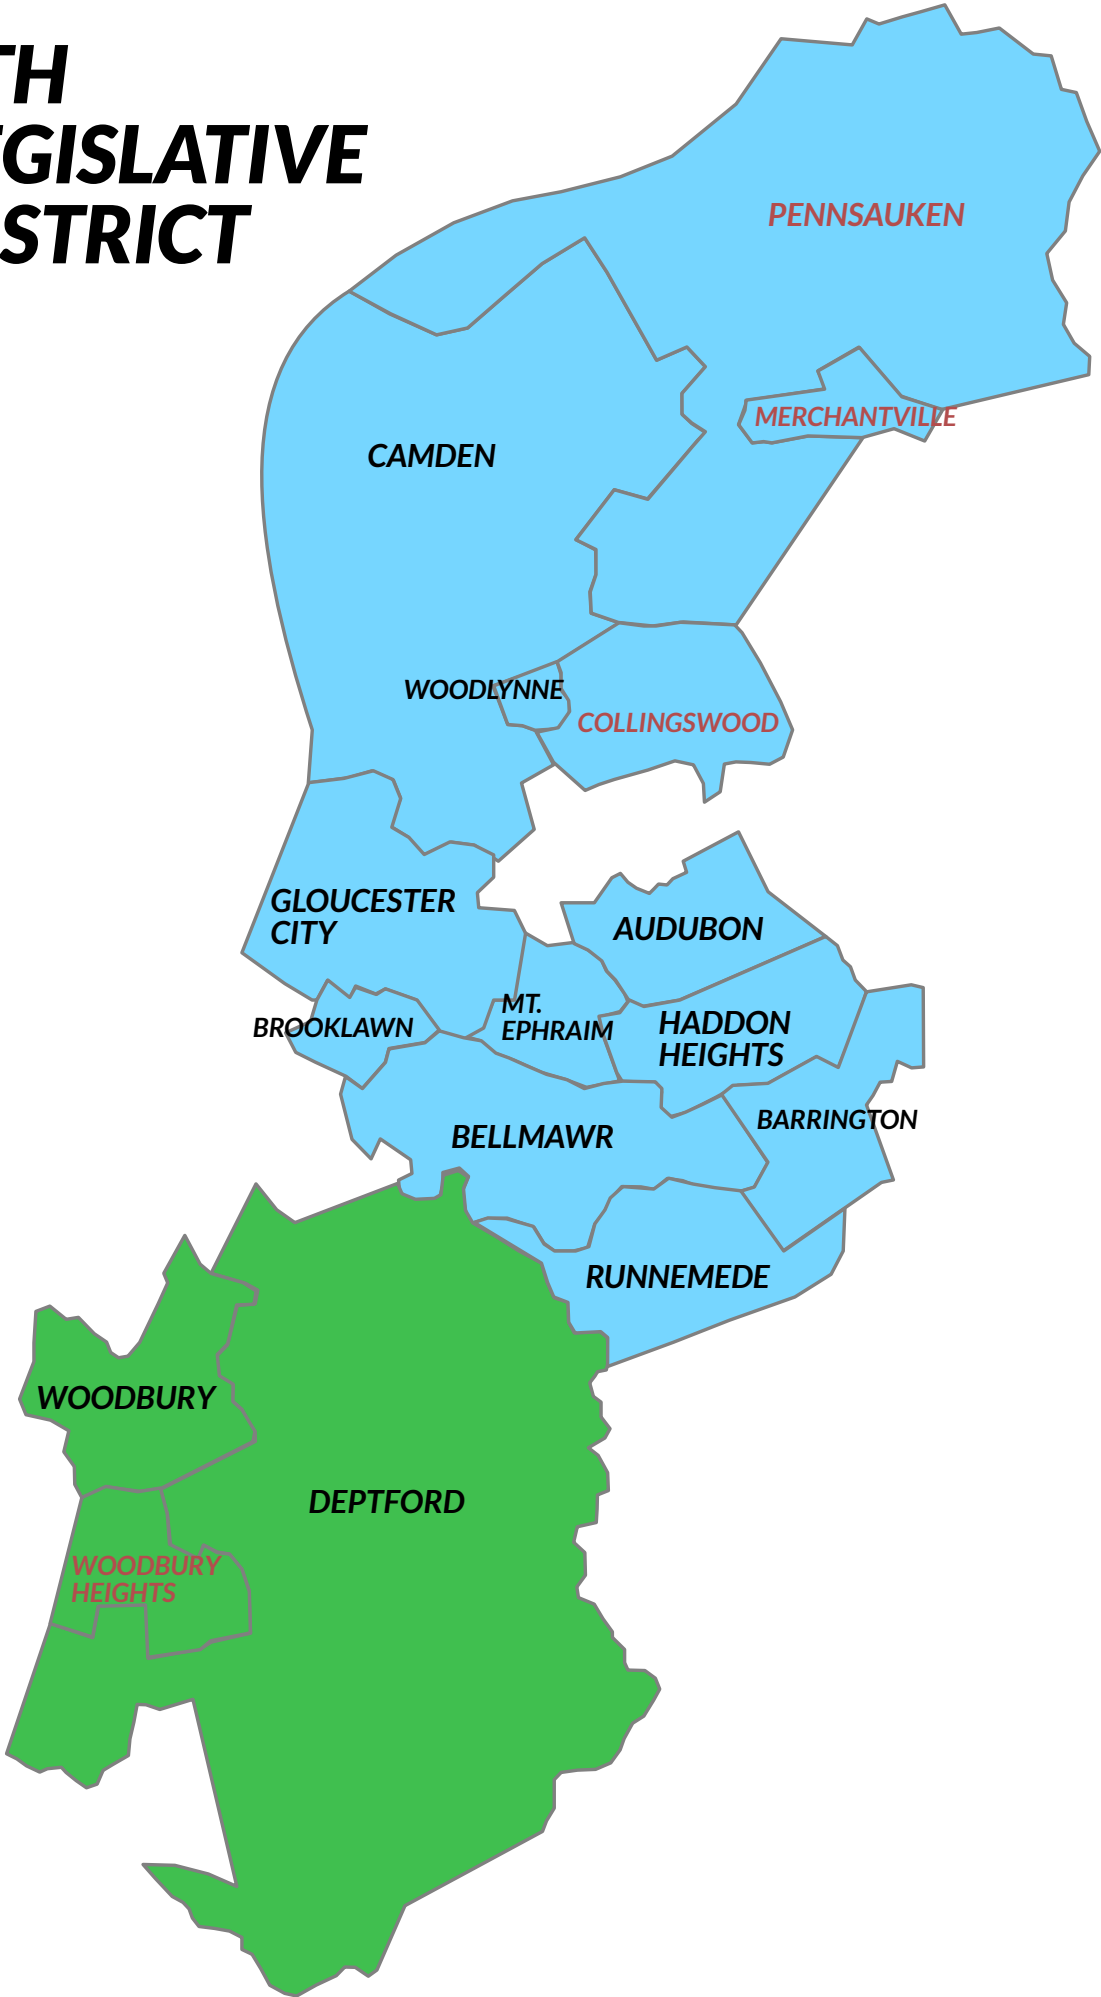 TH
EGISLATIVE
STRICT
PENNSAUKEN
MERCHANTVILLE
CAMDEN
WOODLYNNE
COLLINGSWOOD
GLOUCESTER
CITY
AUDUBON
MT.
EPHRAIM
BROOKLAWN
HADDON
HEIGHTS
BARRINGTON
BELLMAWR
RUNNEMEDE
WOODBURY
DEPTFORD
WOODBURY
HEIGHTS